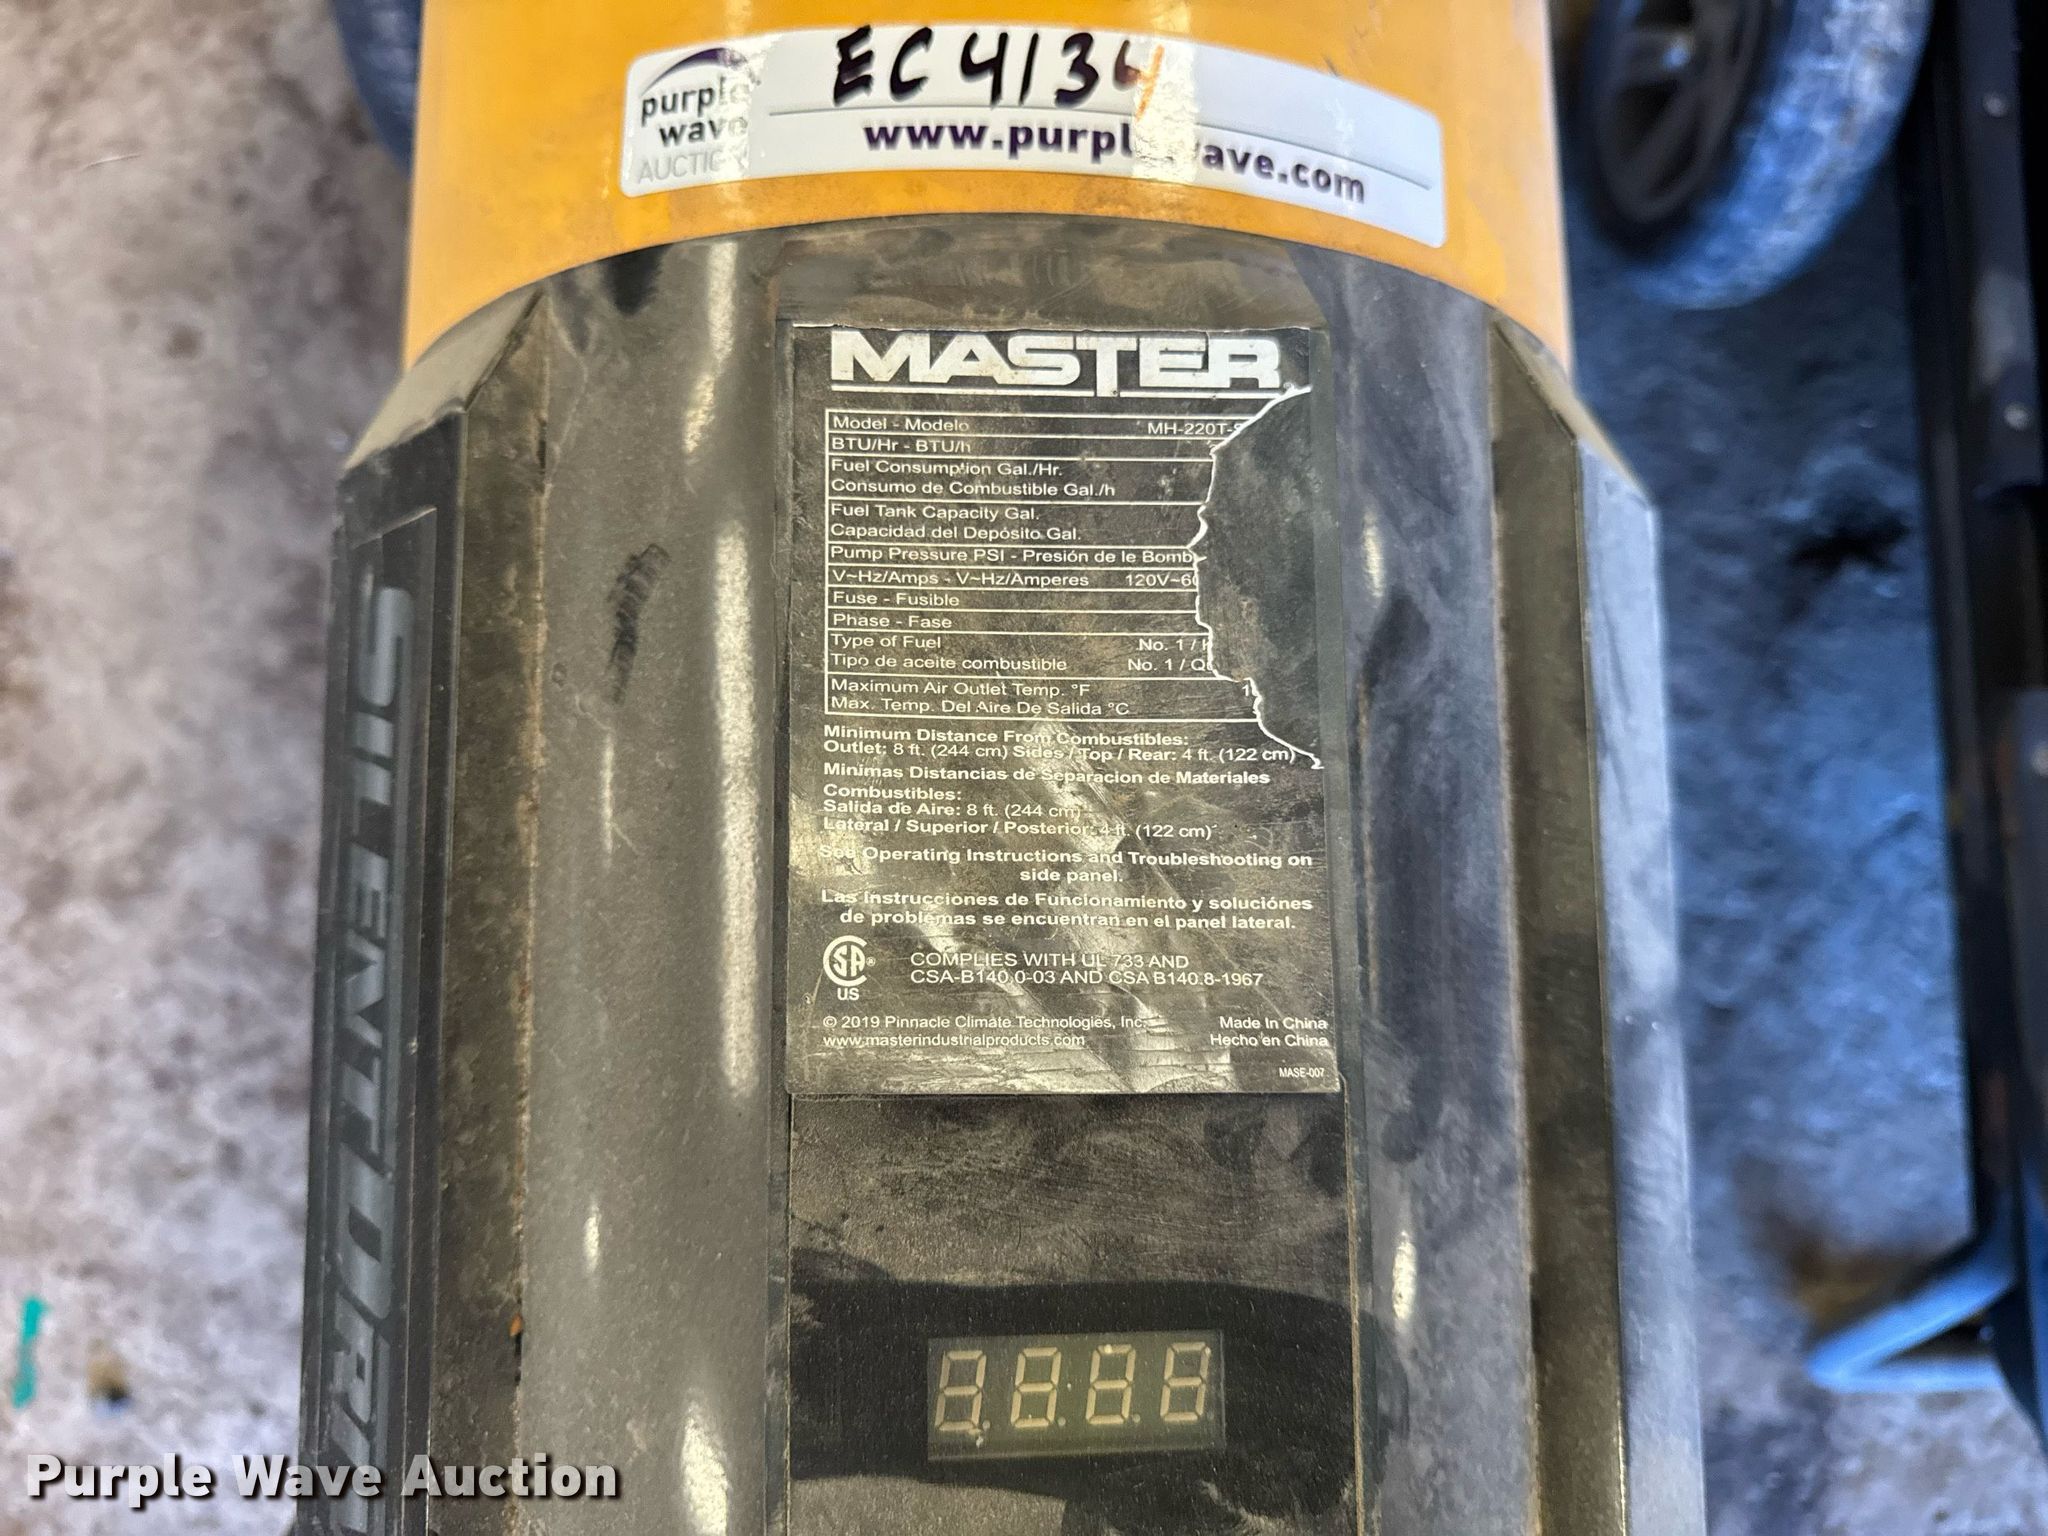 EC4134
purple
wave
AUCTION
www.purplewave.com
MASTER
Model - Modelo MH-220T-
BTU/Hr - BTU/h
Fuel Consumption Gal./Hr.
Consumo de Combustible Gal./h
Fuel Tank Capacity Gal.
Capacidad del Depósito Gal.
Pump Pressure PSI - Presión de le Bomb
V~Hz/Amps - V~Hz/Amperes 120V~60
Fuse - Fusible
Phase - Fase
Type of Fuel No. 1 /
Tipo de aceite combustible No. 1 /
Maximum Air Outlet Temp. °F
Max. Temp. Del Aire De Salida °C
Minimum Distance From Combustibles:
Outlet: 8 ft. (244 cm) Sides / Top / Rear: 4 ft. (122 cm)
Minimas Distancias de Separacion de Materiales
Combustibles:
Salida de Aire: 8 ft. (244 cm)
Lateral / Superior / Posterior: 4 ft. (122 cm)
See Operating Instructions and Troubleshooting on
side panel.
Las Instrucciones de Funcionamiento y soluciónes
de problemas se encuentran en el panel lateral.
CSA®
US
COMPLIES WITH UL 733 AND
CSA-B140.0-03 AND CSA B140.8-1967
© 2019 Pinnacle Climate Technologies, Inc. Made In China
www.masterindustrialproducts.com Hecho en China
MASE-007
SILENT DRIV
Purple Wave Auction